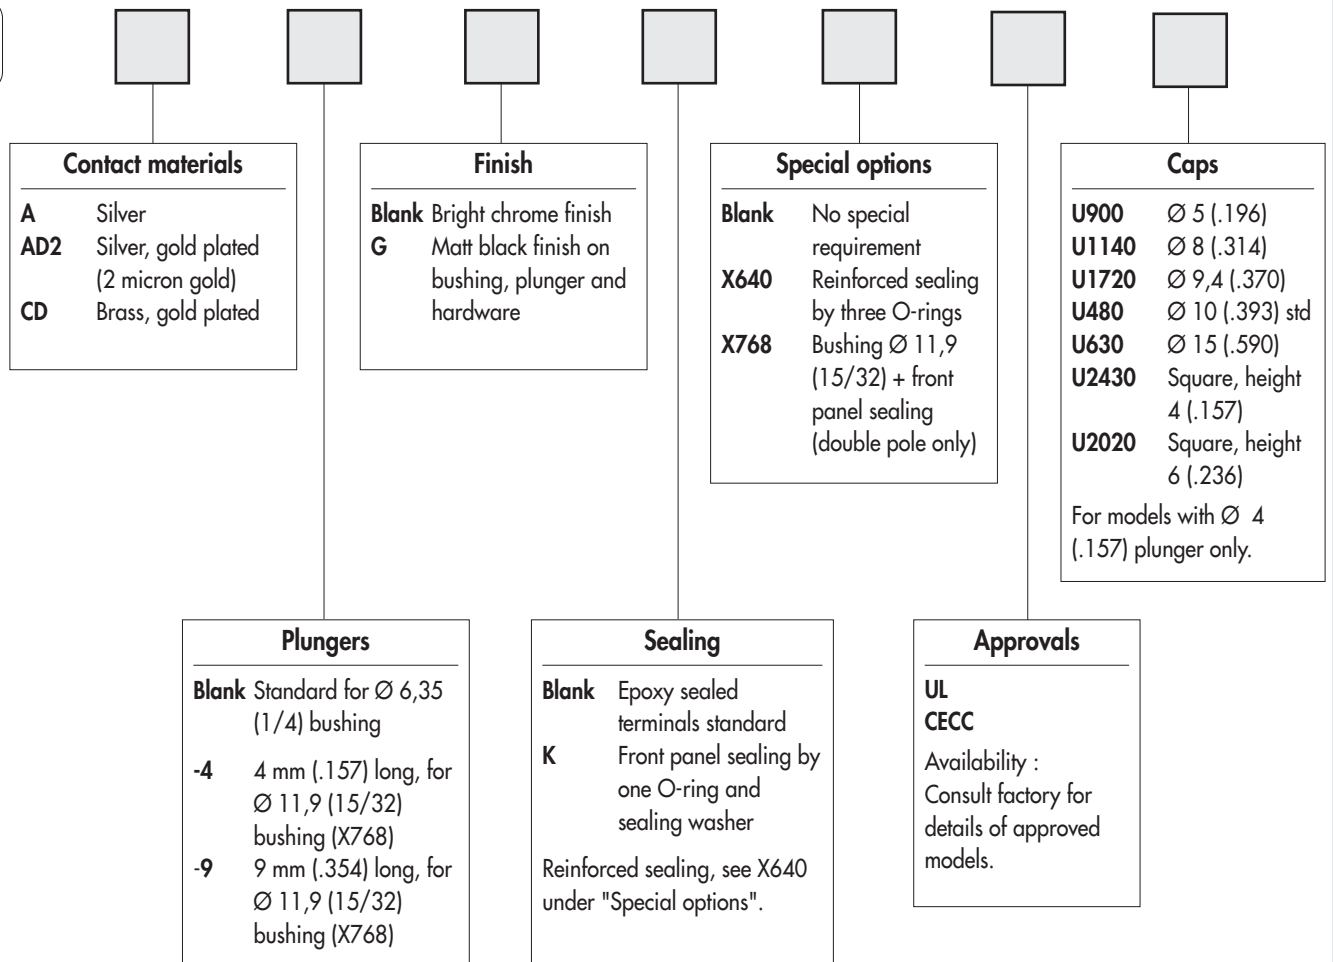 Contact materials
A Silver
AD2 Silver, gold plated
(2 micron gold)
CD Brass, gold plated
Finish
Blank Bright chrome finish
G Matt black finish on
bushing, plunger and
hardware
Special options
Blank No special
requirement
X640 Reinforced sealing
by three O-rings
X768 Bushing Ø 11,9
(15/32) + front
panel sealing
(double pole only)
Caps
U900 Ø 5 (.196)
U1140 Ø 8 (.314)
U1720 Ø 9,4 (.370)
U480 Ø 10 (.393) std
U630 Ø 15 (.590)
U2430 Square, height
4 (.157)
U2020 Square, height
6 (.236)
For models with Ø 4
(.157) plunger only.
Plungers
Blank Standard for Ø 6,35
(1/4) bushing
-4 4 mm (.157) long, for
Ø 11,9 (15/32)
bushing (X768)
-9 9 mm (.354) long, for
Ø 11,9 (15/32)
bushing (X768)
Sealing
Blank Epoxy sealed
terminals standard
K Front panel sealing by
one O-ring and
sealing washer
Reinforced sealing, see X640
under "Special options".
Approvals
UL
CECC
Availability :
Consult factory for
details of approved
models.